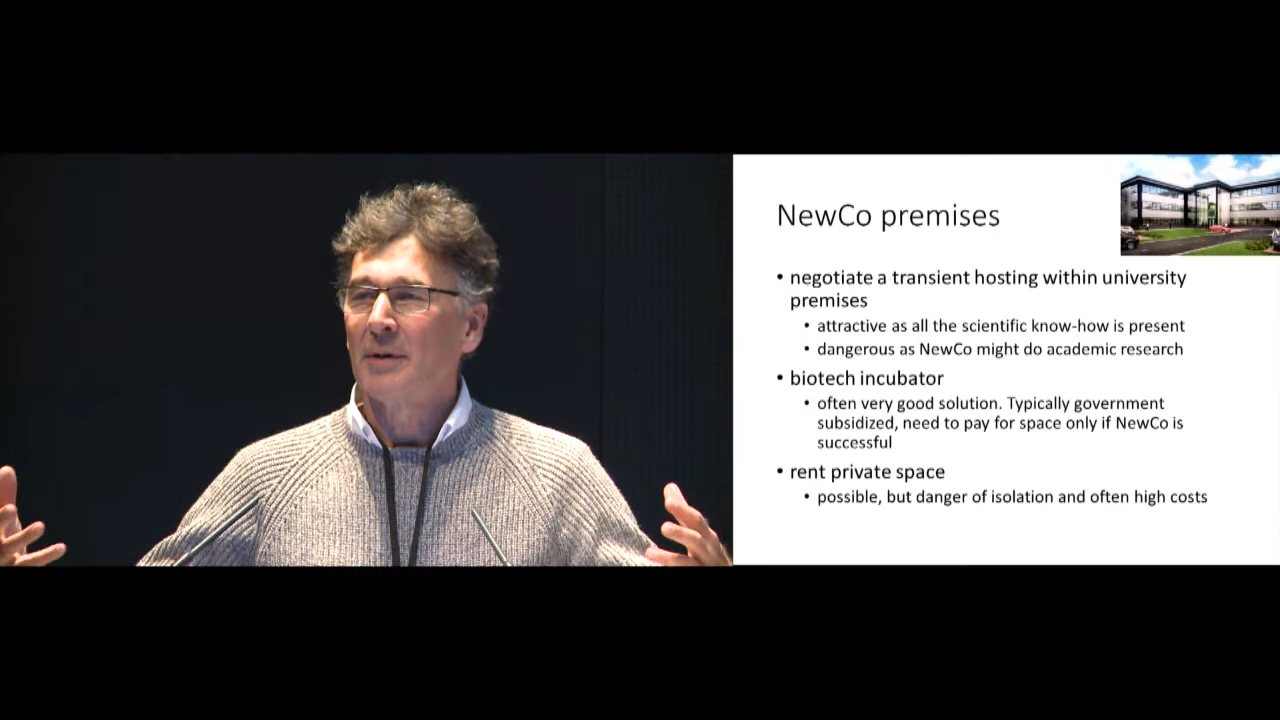 NewCo premises
• negotiate a transient hosting within university
premises
• attractive as all the scientific know-how is present
• dangerous as NewCo might do academic research
• biotech incubator
• often very good solution. Typically government
subsidized, need to pay for space only if NewCo is
successful
• rent private space
• possible, but danger of isolation and often high costs